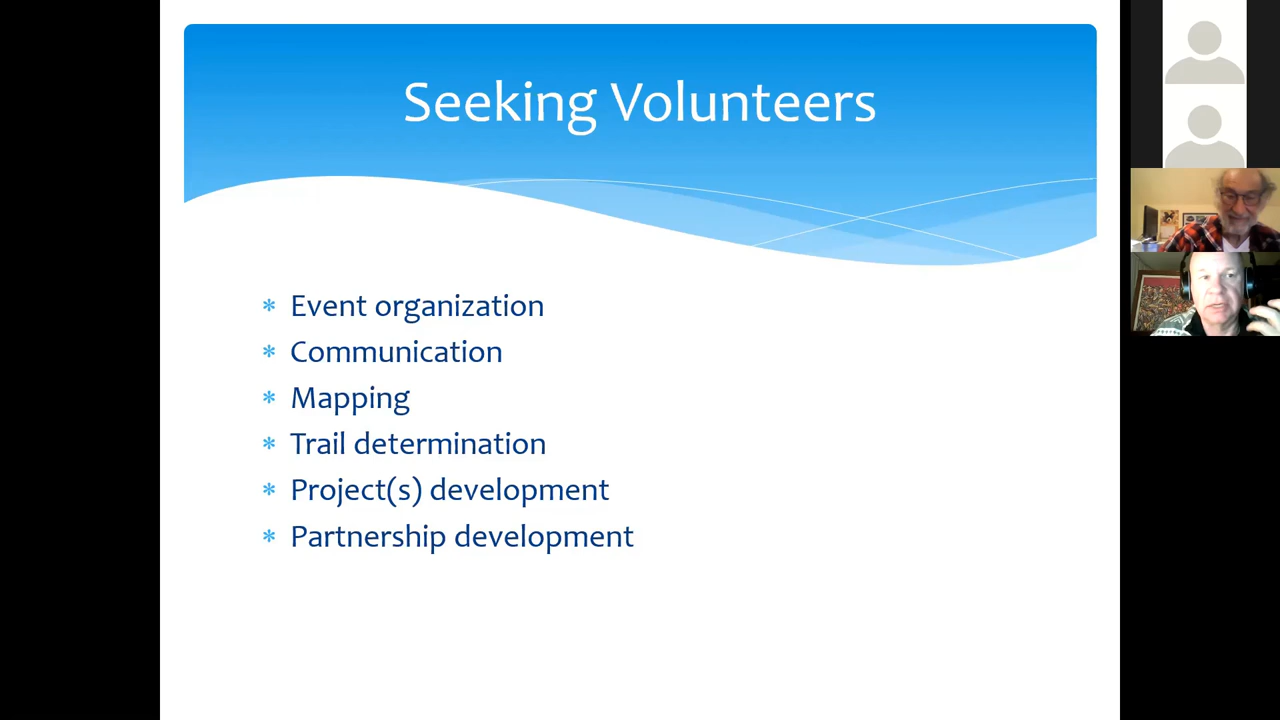 Seeking Volunteers
* Event organization
* Communication
* Mapping
* Trail determination
* Project(s) development
* Partnership development